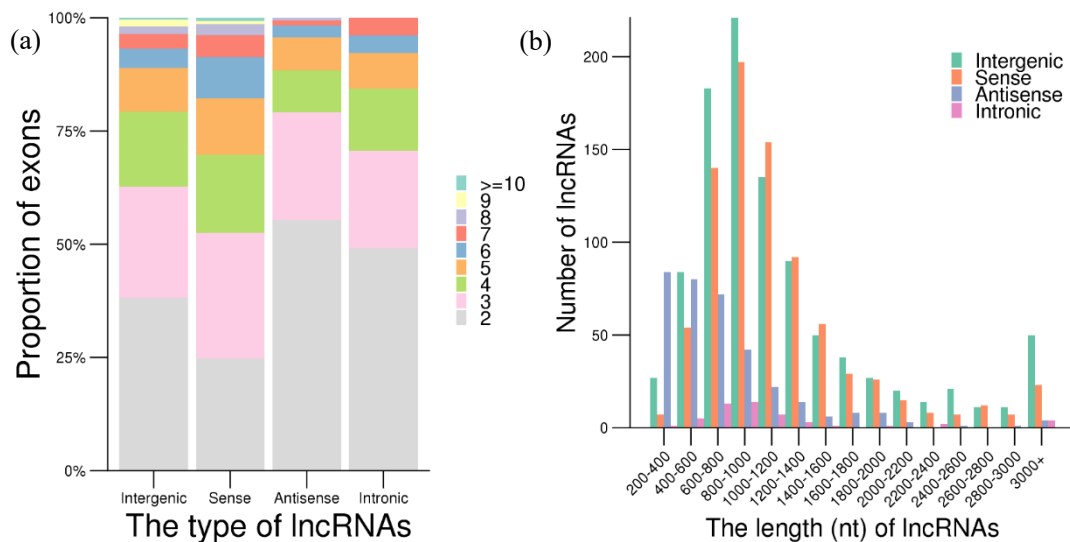 (a)
Proportion of exons
100%
75%
50%
25%
0%
Intergenic
Sense
Antisense
Intronic
The type of lncRNAs
>=10
9
8
7
6
5
4
3
2
(b)
Number of lncRNAs
200
150
100
50
0
Intergenic
Sense
Antisense
Intronic
200-400
400-600
600-800
800-1000
1000-1200
1200-1400
1400-1600
1600-1800
1800-2000
2000-2200
2200-2400
2400-2600
2600-2800
2800-3000
3000+
The length (nt) of lncRNAs